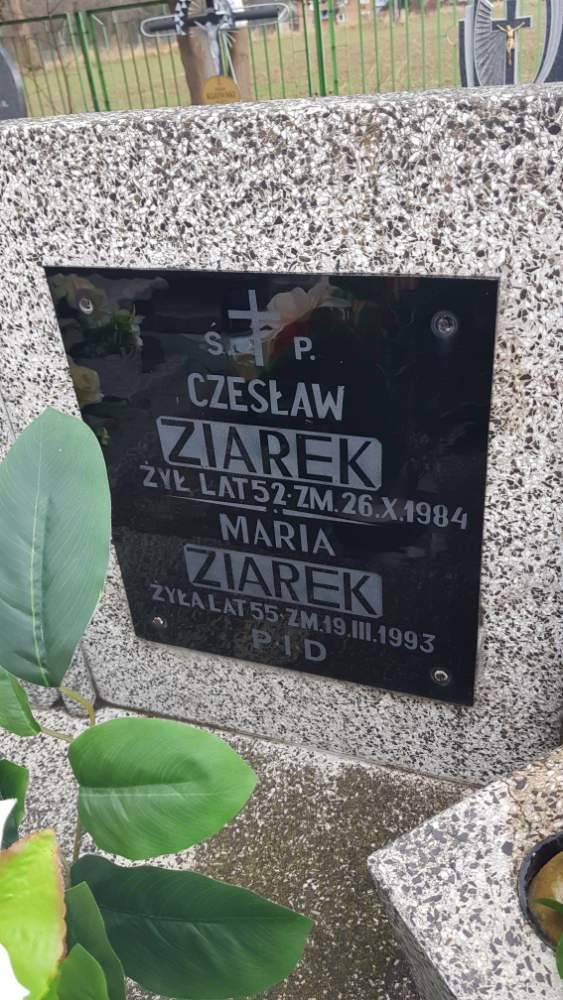 Ś. P.
CZESŁAW
ZIAREK
ŻYŁ LAT 52·ZM.26.X.1984
MARIA
ZIAREK
ŻYŁA LAT 55·ZM.19.III.1993
P I D